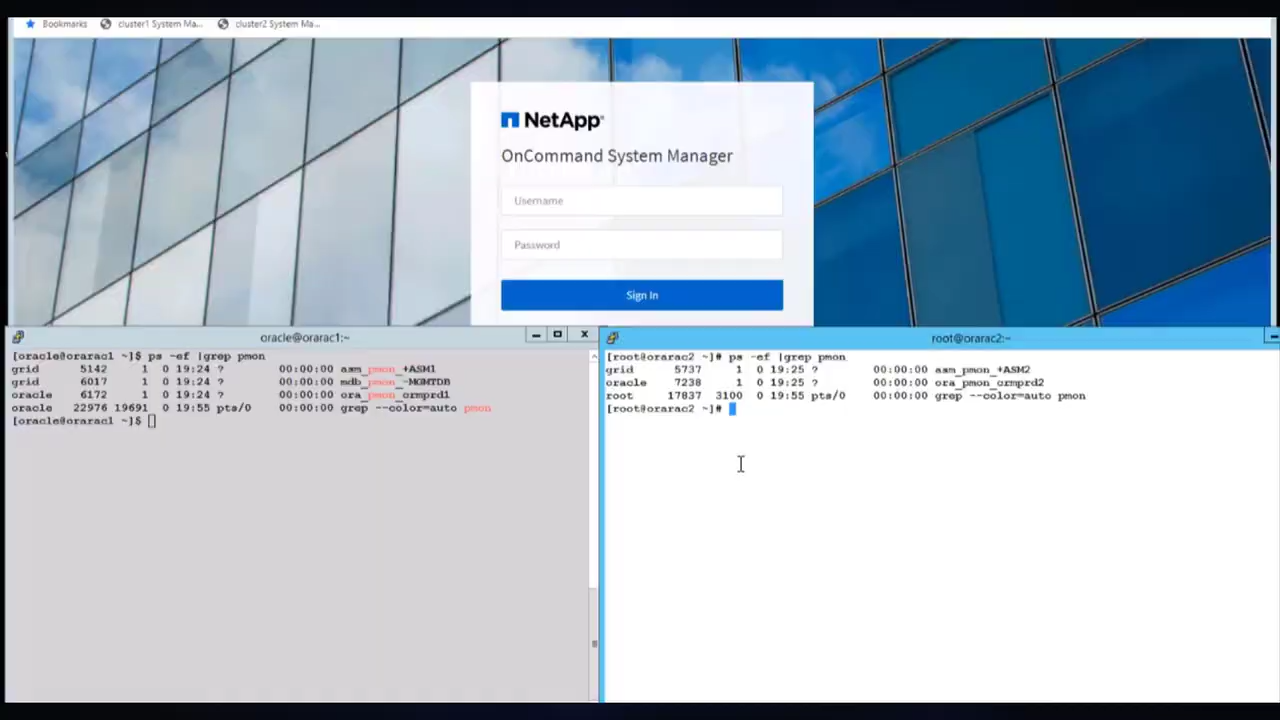 Bookmarks cluster1 System Ma... cluster2 System Ma...
NetApp
OnCommand System Manager
Username
Password
Sign In
oracle@orarac1:~
[oracle@orarac1 ~]$ ps -ef |grep pmon
grid 5142 1 0 19:24 ? 00:00:00 asm_pmon_+ASM1
grid 6017 1 0 19:24 ? 00:00:00 mdb_pmon_-MGMTDB
oracle 6172 1 0 19:24 ? 00:00:00 ora_pmon_crmprd1
oracle 22976 19691 0 19:55 pts/0 00:00:00 grep --color=auto pmon
[oracle@orarac1 ~]$
root@orarac2:~
[root@orarac2 ~]# ps -ef |grep pmon
grid 5737 1 0 19:25 ? 00:00:00 asm_pmon_+ASM2
oracle 7238 1 0 19:25 ? 00:00:00 ora_pmon_crmprd2
root 17837 3100 0 19:55 pts/0 00:00:00 grep --color=auto pmon
[root@orarac2 ~]#